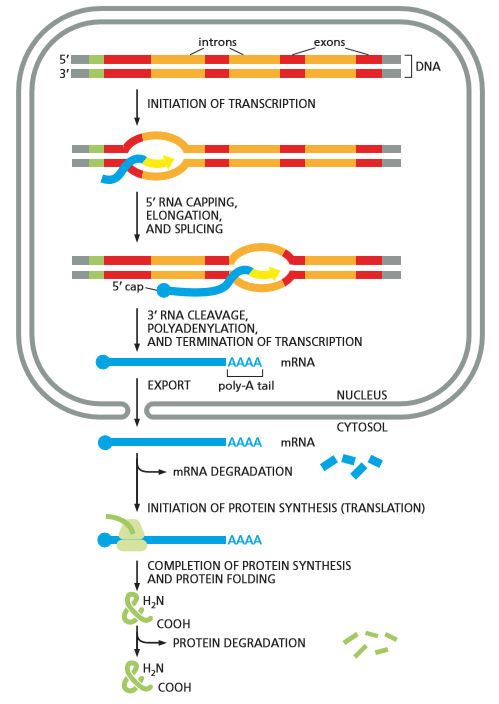 introns exons
5′
3′
DNA
INITIATION OF TRANSCRIPTION
5′ RNA CAPPING,
ELONGATION,
AND SPLICING
5′ cap
3′ RNA CLEAVAGE,
POLYADENYLATION,
AND TERMINATION OF TRANSCRIPTION
AAAA mRNA
poly-A tail
EXPORT
NUCLEUS
CYTOSOL
AAAA mRNA
mRNA DEGRADATION
INITIATION OF PROTEIN SYNTHESIS (TRANSLATION)
AAAA
COMPLETION OF PROTEIN SYNTHESIS
AND PROTEIN FOLDING
H₂N
COOH
PROTEIN DEGRADATION
H₂N
COOH